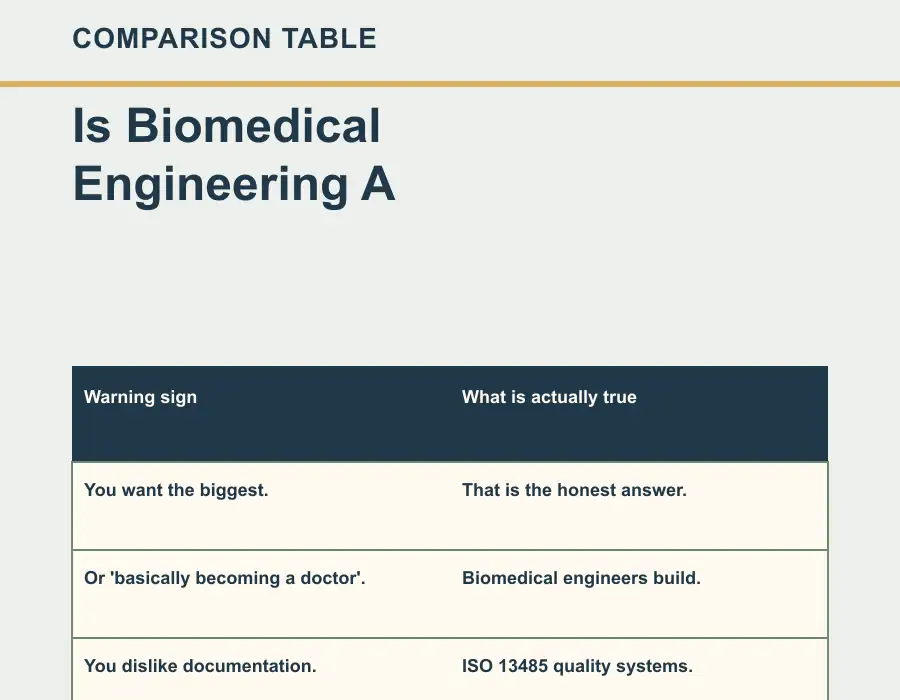 COMPARISON TABLE
Is Biomedical
Engineering A
Warning sign What is actually true
You want the biggest. That is the honest answer.
Or 'basically becoming a doctor'. Biomedical engineers build.
You dislike documentation. ISO 13485 quality systems.